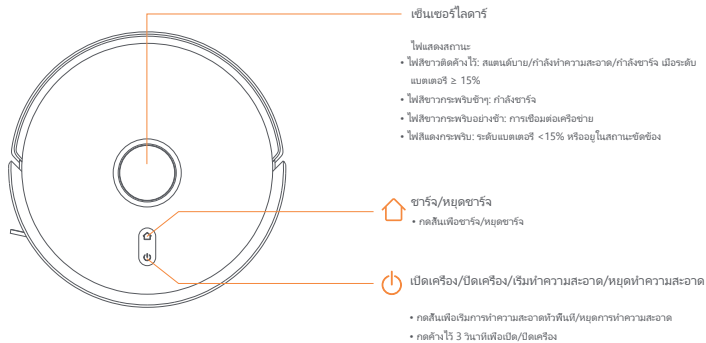 เซ็นเซอร์ไลดาร์
ไฟแสดงสถานะ
• ไฟสีขาวติดค้างไว้: สแตนด์บาย/กำลังทำความสะอาด/กำลังชาร์จ เมื่อระดับ
แบตเตอรี่ ≥ 15%
• ไฟสีขาวกระพริบช้าๆ: กำลังชาร์จ
• ไฟสีขาวกระพริบอย่างช้า: การเชื่อมต่อเครือข่าย
• ไฟสีแดงกระพริบ: ระดับแบตเตอรี่ <15% หรืออยู่ในสถานะขัดข้อง
ชาร์จ/หยุดชาร์จ
• กดสั้นเพื่อชาร์จ/หยุดชาร์จ
เปิดเครื่อง/ปิดเครื่อง/เริ่มทำความสะอาด/หยุดทำความสะอาด
• กดสั้นเพื่อเริ่มการทำความสะอาดทั่วพื้นที่/หยุดการทำความสะอาด
• กดค้างไว้ 3 วินาทีเพื่อเปิด/ปิดเครื่อง